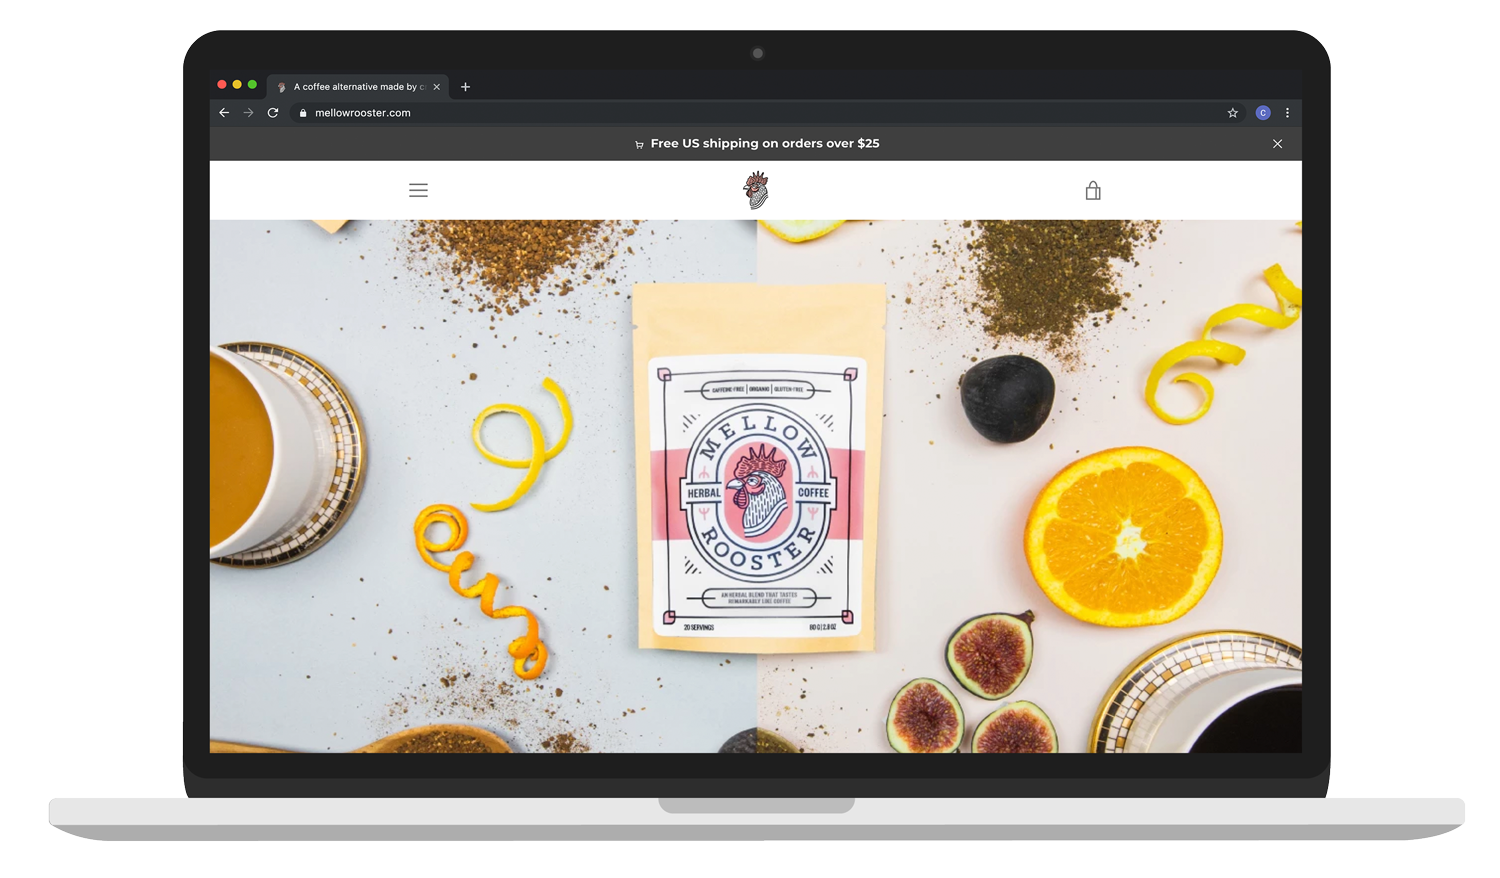 A coffee alternative made by c
mellowrooster.com
C
Free US shipping on orders over $25
CAFFEINE-FREE | ORGANIC | GLUTEN-FREE
MELLOW
HERBAL COFFEE
ROOSTER
AN HERBAL BLEND THAT TASTES
REMARKABLY LIKE COFFEE
20 SERVINGS 80 G | 2.8 OZ